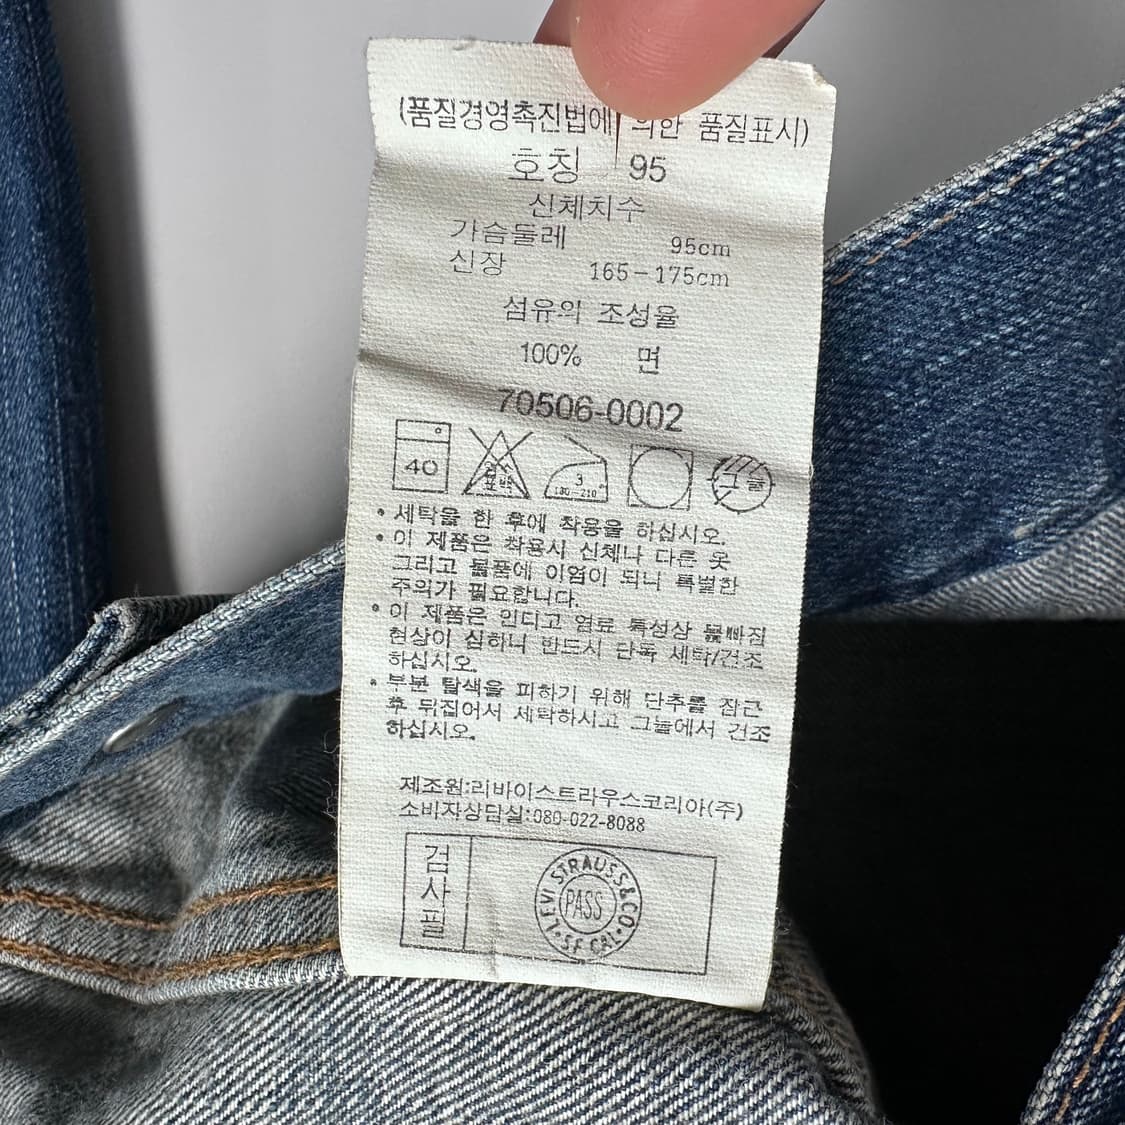 (품질경영촉진법에 의한 품질표시)
호칭 95
신체치수
가슴둘레 95cm
신장 165-175cm
섬유의 조성율
100% 면
70506-0002
40 염소 표백 3 180-210 그늘
• 세탁을 한 후에 착용을 하십시오.
• 이 제품은 착용시 신체나 다른 옷
그리고 물품에 이염이 되니 특별한
주의가 필요합니다.
• 이 제품은 인디고 염료 특성상 물빠짐
현상이 심하니 반드시 단독 세탁/건조
하십시오.
• 부분 탈색을 피하기 위해 단추를 잠근
후 뒤집어서 세탁하시고 그늘에서 건조
하십시오.
제조원:리바이스트라우스코리아(주)
소비자상담실:080-022-8088
검사필
LEVI STRAUSS&CO
PASS
S.F. CAL